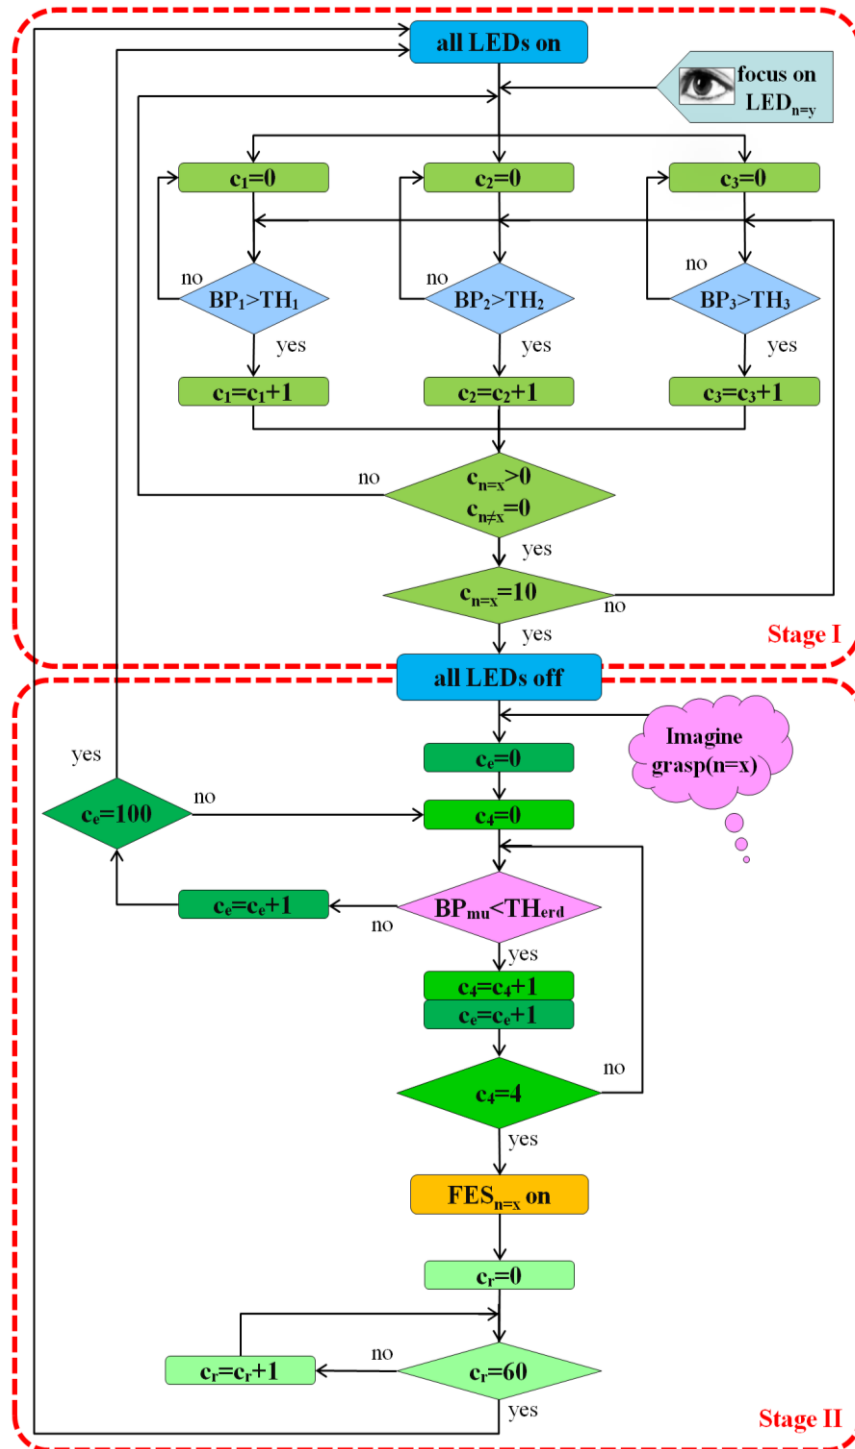 all LEDs on
focus on
LEDn=y
c1=0
c2=0
c3=0
no
no
no
BP1>TH1
BP2>TH2
BP3>TH3
yes
yes
yes
c1=c1+1
c2=c2+1
c3=c3+1
no
cn=x>0
cn≠x=0
yes
cn=x=10
no
yes
Stage I
all LEDs off
Imagine
grasp(n=x)
yes
ce=0
ce=100
no
c4=0
ce=ce+1
no
BPmu<THerd
yes
c4=c4+1
ce=ce+1
no
c4=4
yes
FESn=x on
cr=0
cr=cr+1
no
cr=60
yes
Stage II